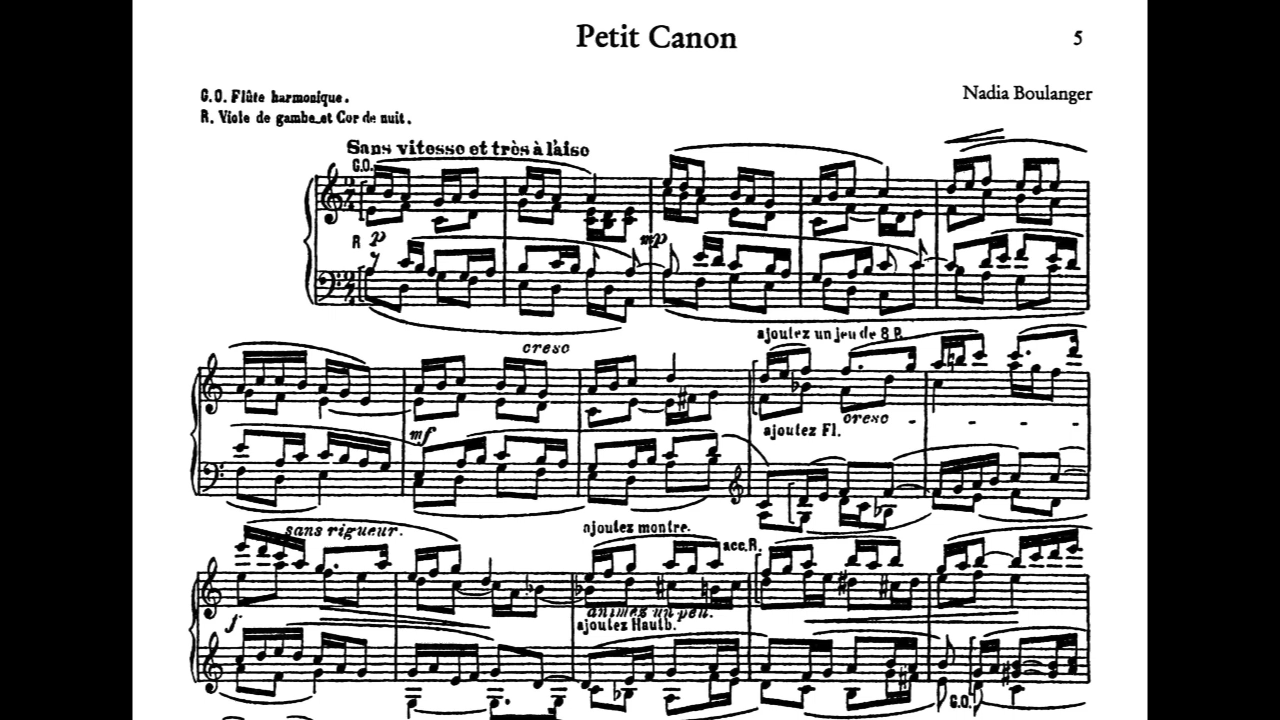 Petit Canon
5
Nadia Boulanger
G.O. Flûte harmonique.
R. Viole de gambe et Cor de nuit.
Sans vitesse et très à l'aise
G.O.
R
p
mp
ajoutez un jeu de 8 P.
cresc
mf
cresc
ajoutez Fl.
sans rigueur.
ajoutez montre.
acc.R.
f
animez un peu.
ajoutez Hautb.
G.O.